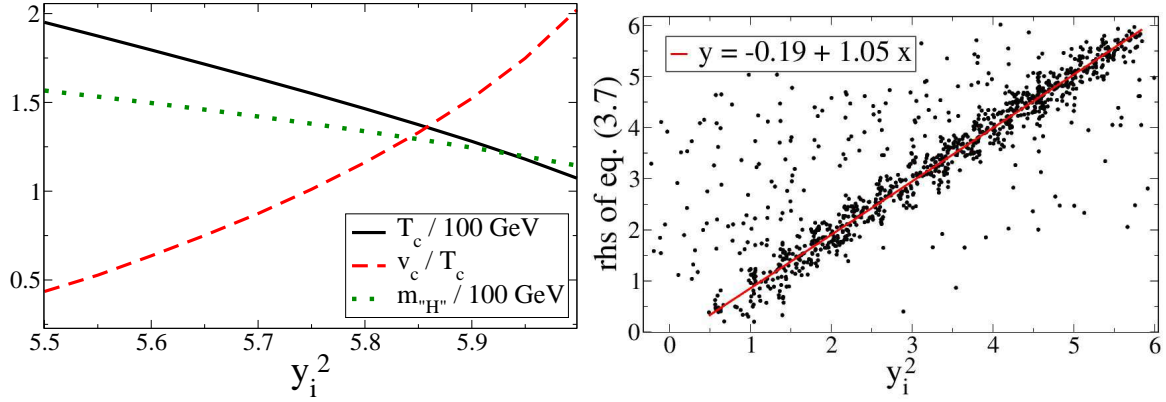 2
1.5
1
0.5
5.5 5.6 5.7 5.8 5.9
y_i^2
T_c / 100 GeV
v_c / T_c
m_"H" / 100 GeV
y = -0.19 + 1.05 x
6
5
4
3
2
1
0
rhs of eq. (3.7)
0 1 2 3 4 5 6
y_i^2